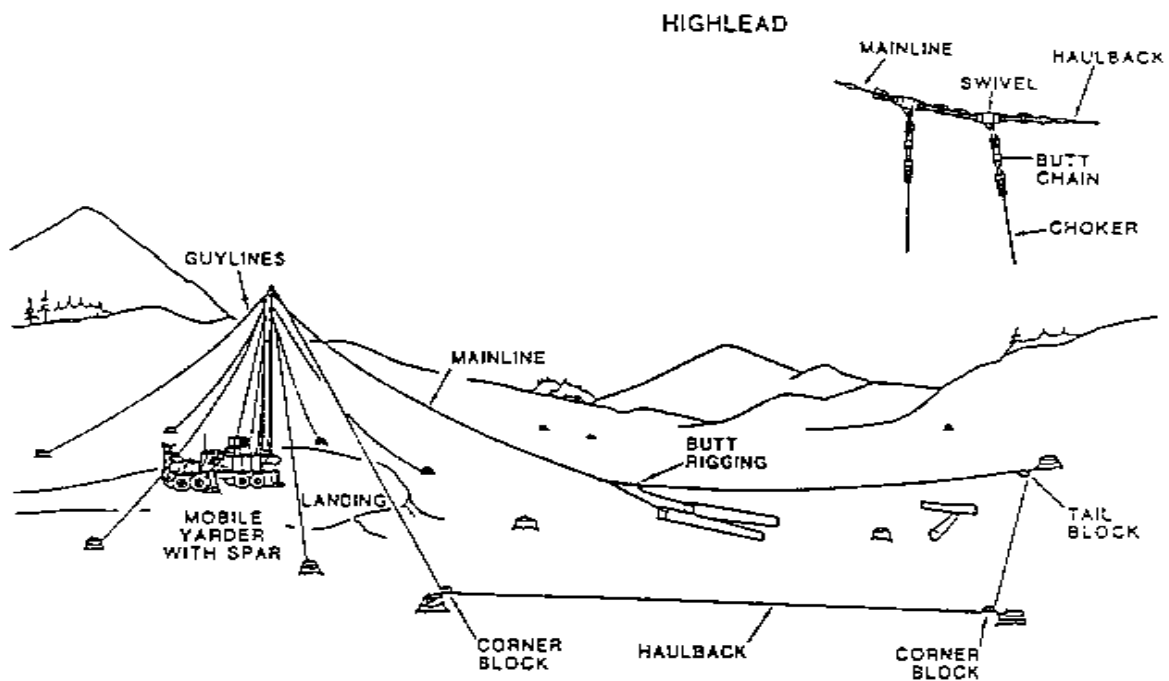 HIGHLEAD
MAINLINE
HAULBACK
SWIVEL
BUTT
CHAIN
CHOKER
GUYLINES
MAINLINE
BUTT
RIGGING
LANDING
MOBILE
YARDER
WITH SPAR
TAIL
BLOCK
CORNER
BLOCK
HAULBACK
CORNER
BLOCK